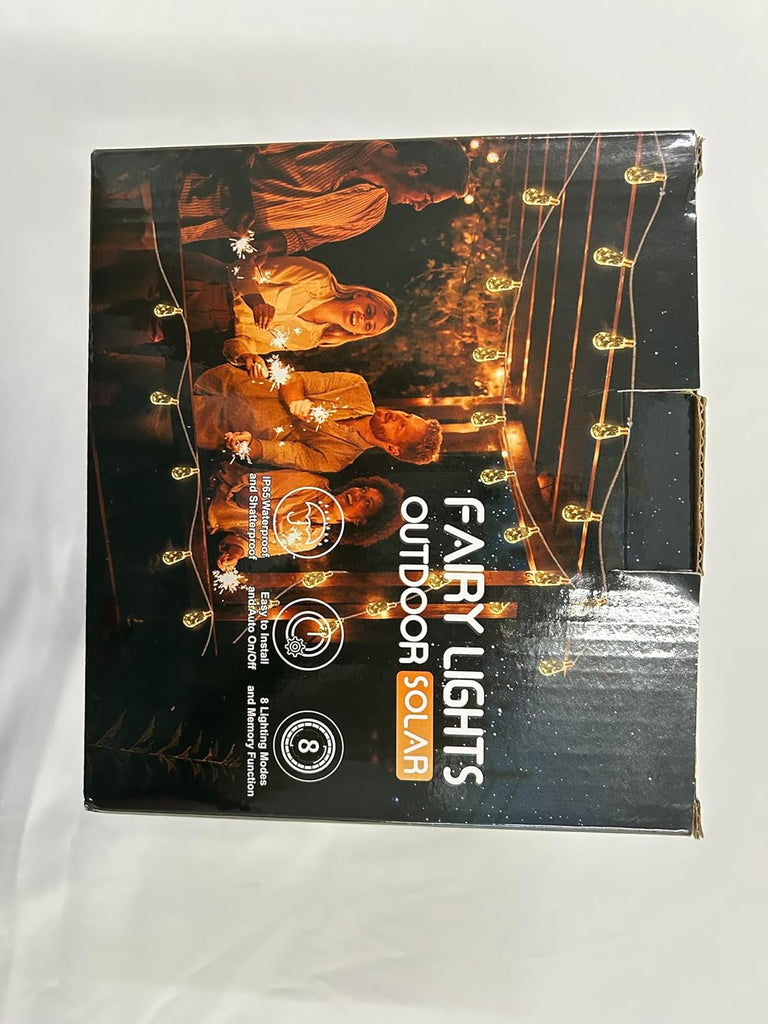 FAIRY LIGHTS
OUTDOOR SOLAR
IP65 Waterproof
and Shatterproof
Easy to Install
and Auto On/Off
8
8 Lighting Modes
and Memory Function